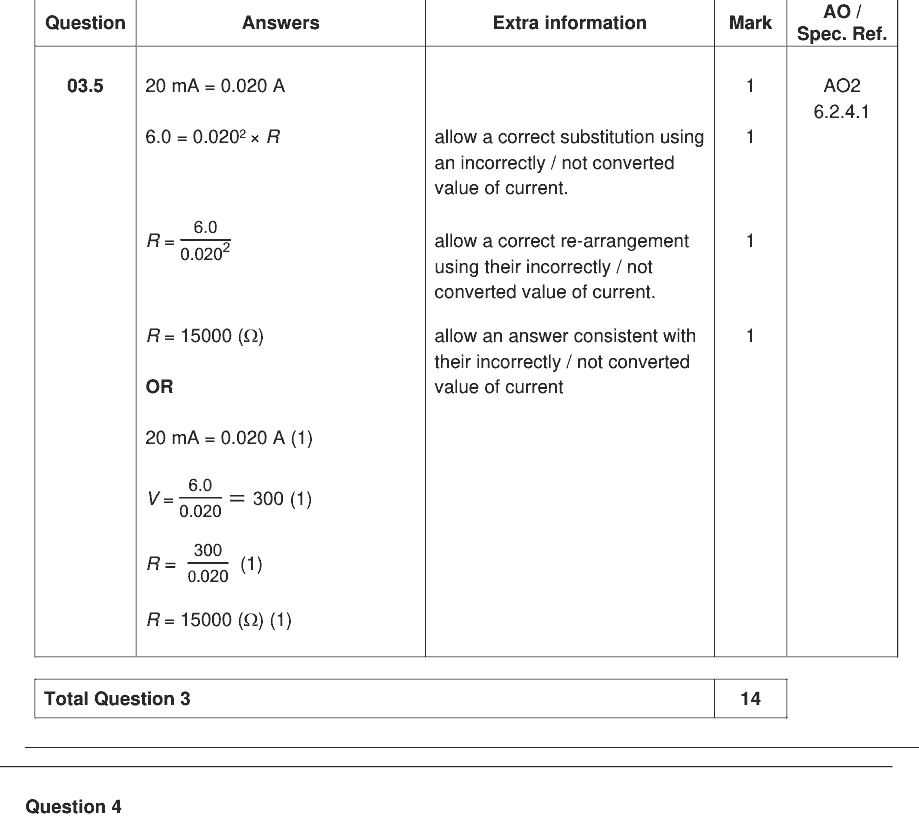 Question Answers Extra information Mark AO / Spec. Ref.
03.5 20 mA = 0.020 A 1 AO2
6.2.4.1
6.0 = 0.020² × R allow a correct substitution using 1
an incorrectly / not converted
value of current.
R = 6.0 / 0.020² allow a correct re-arrangement 1
using their incorrectly / not
converted value of current.
R = 15000 (Ω) allow an answer consistent with 1
their incorrectly / not converted
OR value of current
20 mA = 0.020 A (1)
V = 6.0 / 0.020 = 300 (1)
R = 300 / 0.020 (1)
R = 15000 (Ω) (1)
Total Question 3 14
Question 4